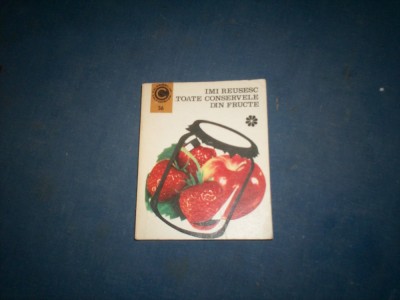 C
IMI REUSESC
TOATE CONSERVELE
DIN FRUCTE